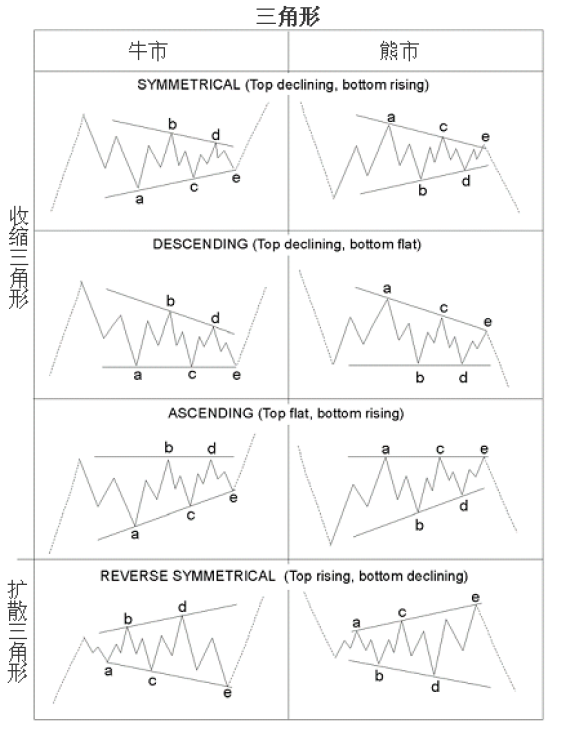 三角形
牛市 熊市
SYMMETRICAL (Top declining, bottom rising)
b d a c e
a c e b d
收缩三角形
DESCENDING (Top declining, bottom flat)
b d a c e
a c e b d
ASCENDING (Top flat, bottom rising)
b d a c e
a c e b d
扩散三角形
REVERSE SYMMETRICAL (Top rising, bottom declining)
b d a c e
a c e b d